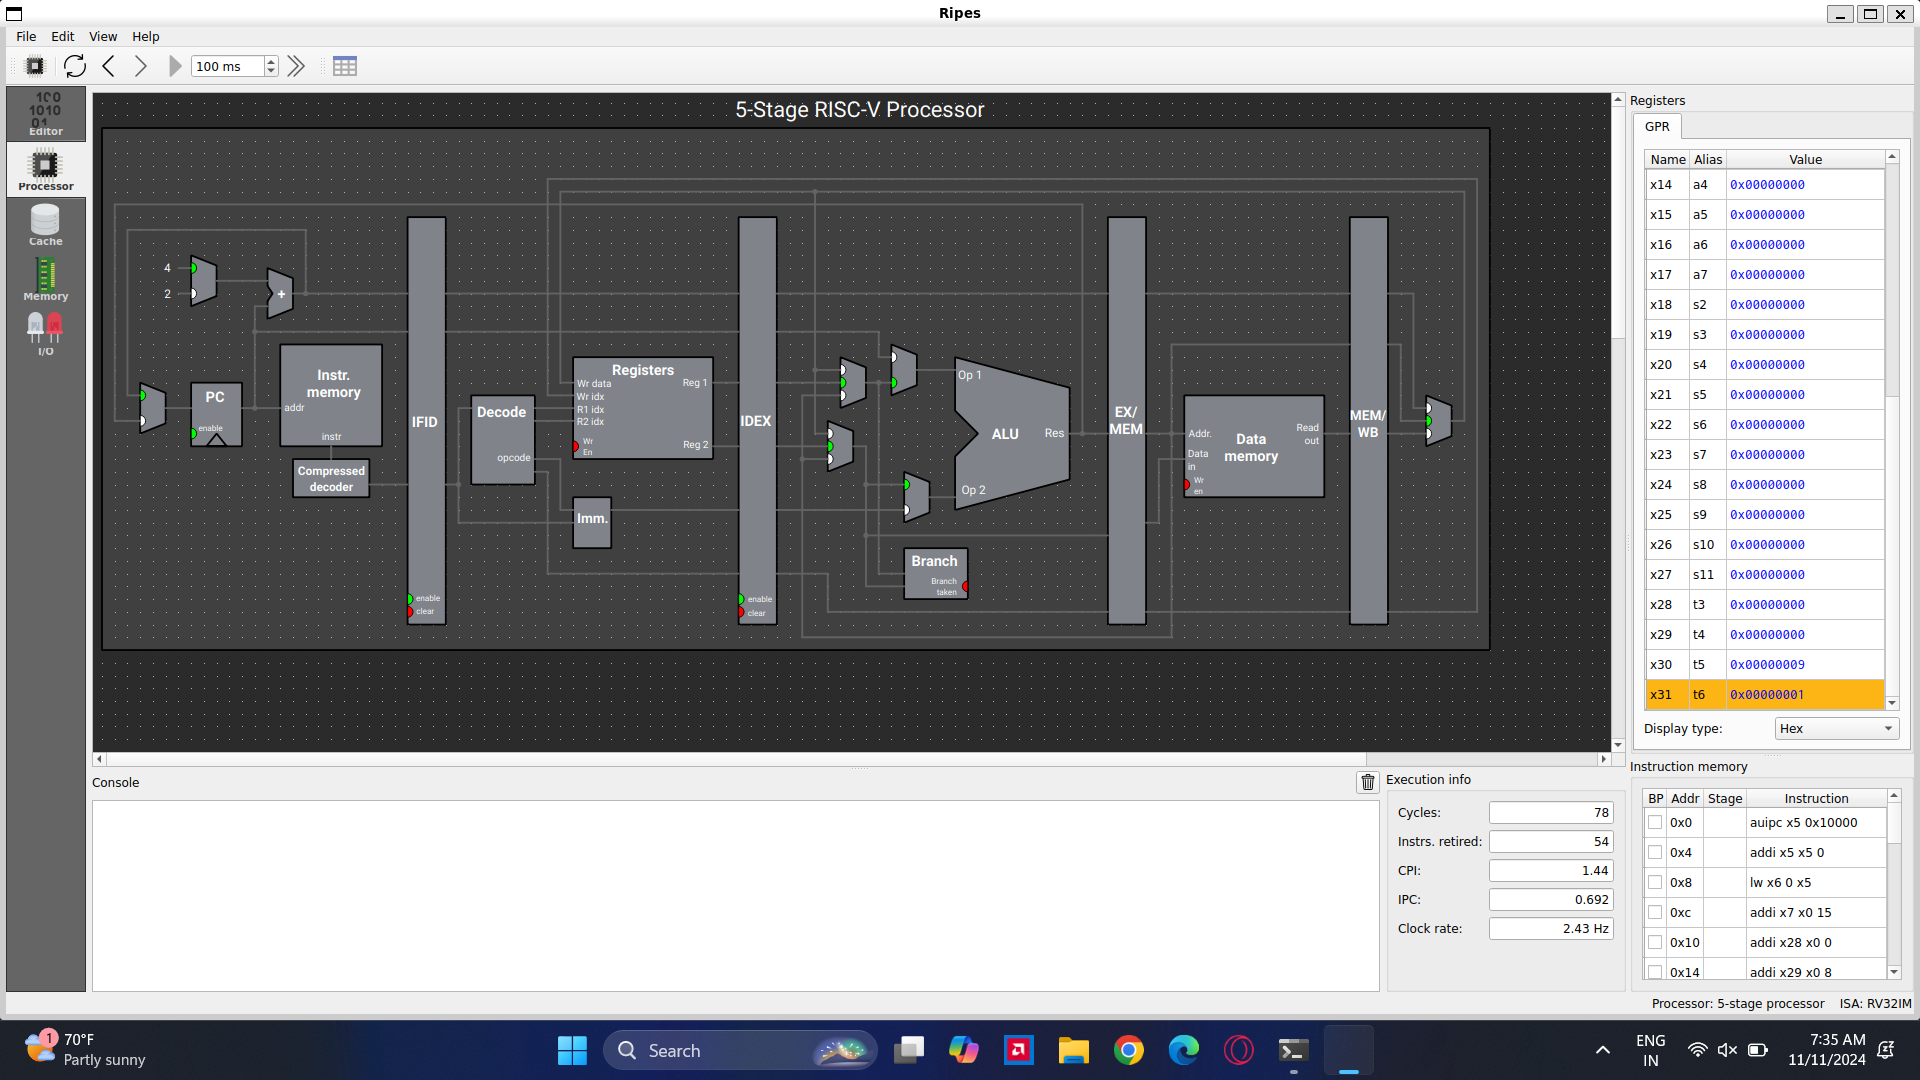 Ripes
File Edit View Help
100 ms
Editor
Processor
Cache
Memory
I/O
5-Stage RISC-V Processor
4
2
+
PC
enable
Instr. memory
addr
instr
Compressed decoder
IFID
enable
clear
Decode
opcode
Registers
Wr data
Wr idx
R1 idx
R2 idx
Wr En
Reg 1
Reg 2
Imm.
IDEX
enable
clear
Op 1
ALU
Res
Op 2
Branch
Branch taken
EX/MEM
Addr.
Data in
Wr en
Data memory
Read out
MEM/WB
Console
Execution info
Cycles: 78
Instrs. retired: 54
CPI: 1.44
IPC: 0.692
Clock rate: 2.43 Hz
Registers
GPR
Name Alias Value
x14 a4 0x00000000
x15 a5 0x00000000
x16 a6 0x00000000
x17 a7 0x00000000
x18 s2 0x00000000
x19 s3 0x00000000
x20 s4 0x00000000
x21 s5 0x00000000
x22 s6 0x00000000
x23 s7 0x00000000
x24 s8 0x00000000
x25 s9 0x00000000
x26 s10 0x00000000
x27 s11 0x00000000
x28 t3 0x00000000
x29 t4 0x00000000
x30 t5 0x00000009
x31 t6 0x00000001
Display type: Hex
Instruction memory
BP Addr Stage Instruction
0x0 auipc x5 0x10000
0x4 addi x5 x5 0
0x8 lw x6 0 x5
0xc addi x7 x0 15
0x10 addi x28 x0 0
0x14 addi x29 x0 8
Processor: 5-stage processor ISA: RV32IM
1
70°F
Partly sunny
Search
ENG
IN
7:35 AM
11/11/2024